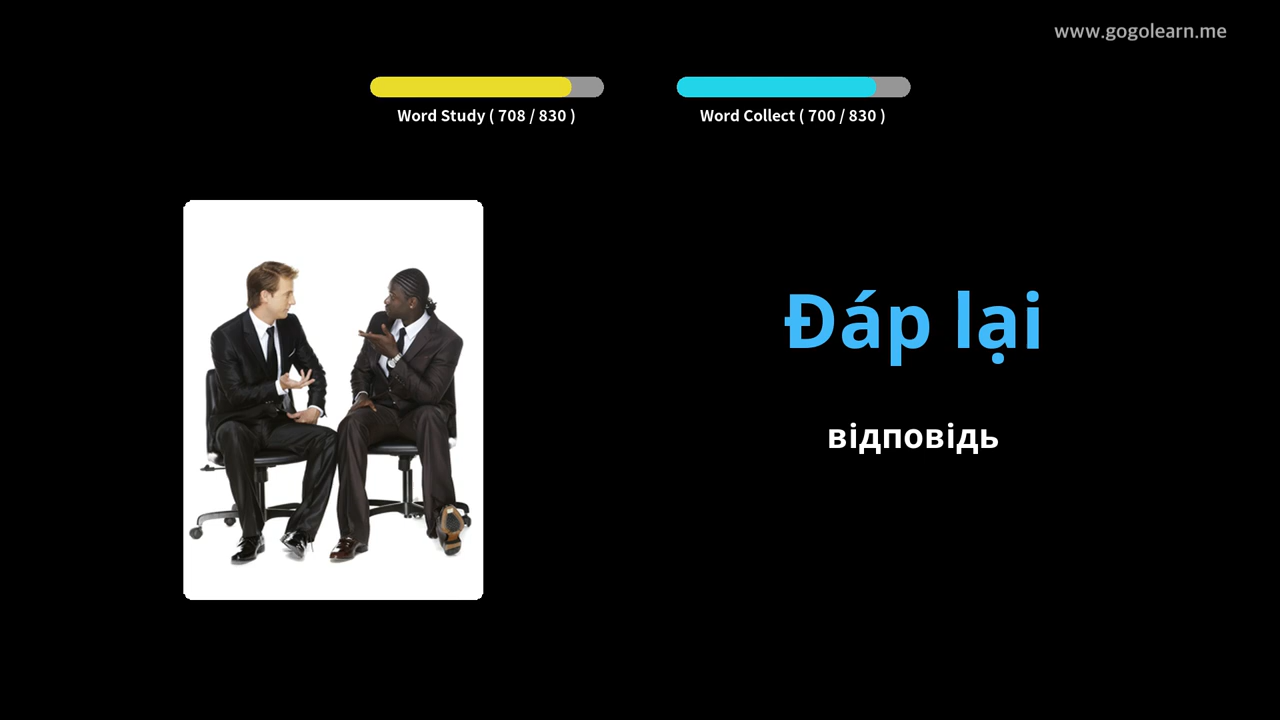 www.gogolearn.me
Word Study ( 708 / 830 )
Word Collect ( 700 / 830 )
Đáp lại
відповідь